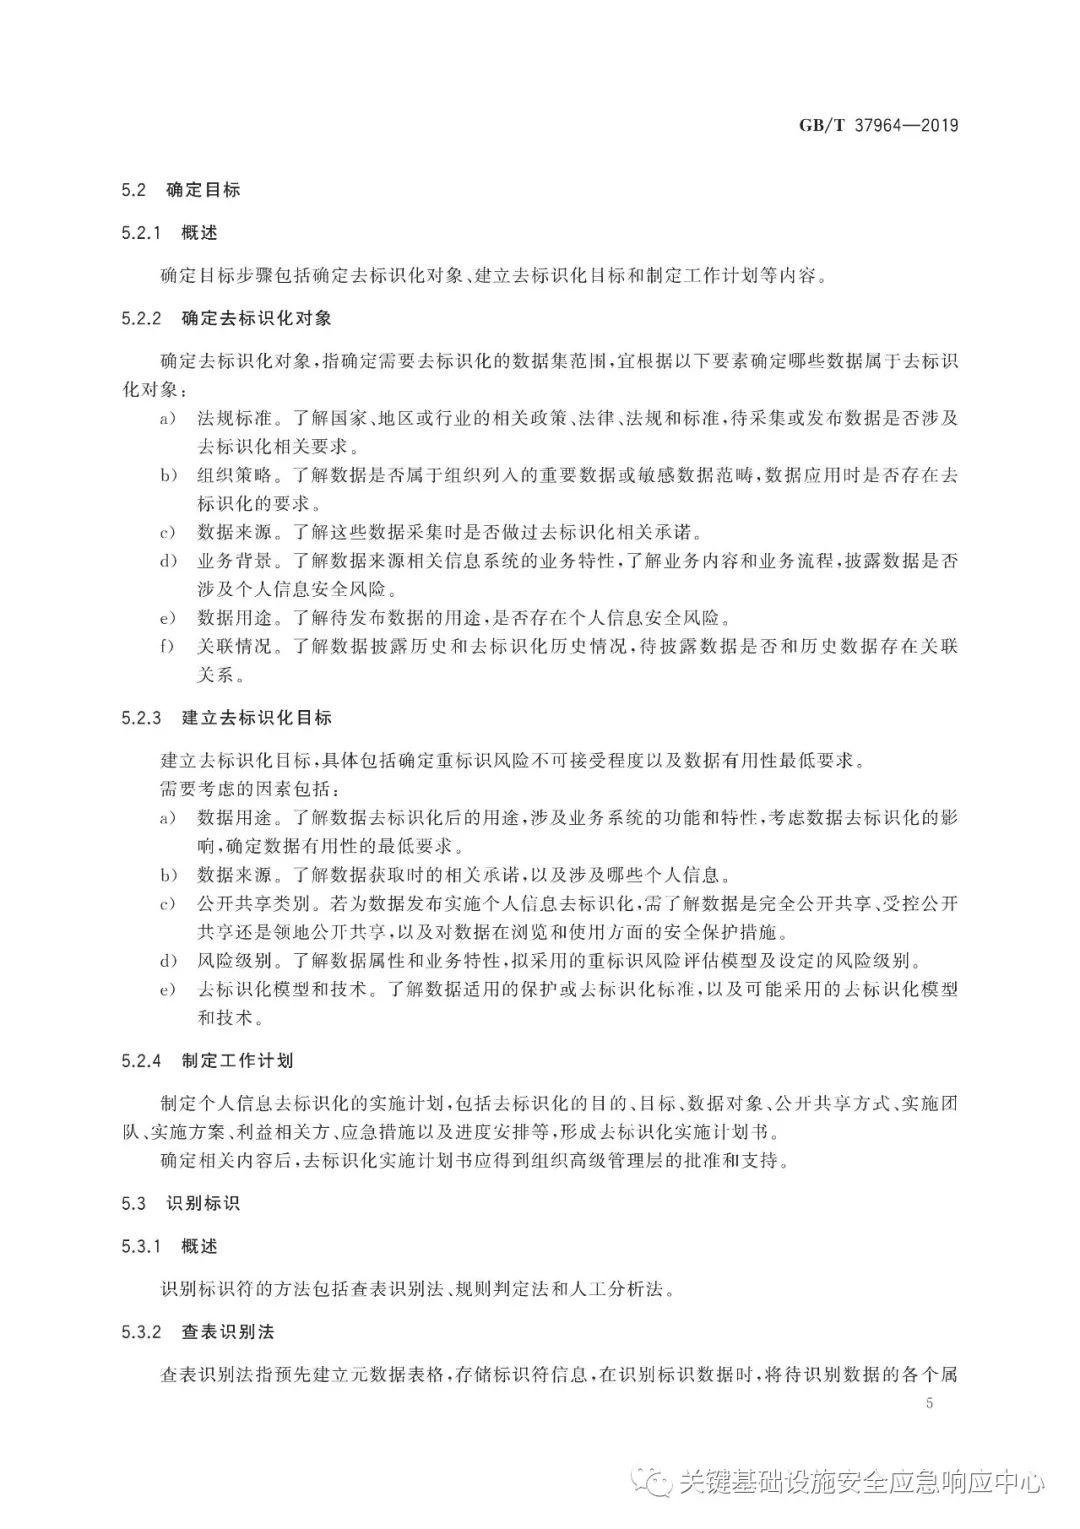 GB/T 37964—2019
5.2 确定目标
5.2.1 概述
确定目标步骤包括确定去标识化对象、建立去标识化目标和制定工作计划等内容。
5.2.2 确定去标识化对象
确定去标识化对象,指确定需要去标识化的数据集范围,宜根据以下要素确定哪些数据属于去标识
化对象:
a) 法规标准。了解国家、地区或行业的相关政策、法律、法规和标准,待采集或发布数据是否涉及
去标识化相关要求。
b) 组织策略。了解数据是否属于组织列入的重要数据或敏感数据范畴,数据应用时是否存在去
标识化的要求。
c) 数据来源。了解这些数据采集时是否做过去标识化相关承诺。
d) 业务背景。了解数据来源相关信息系统的业务特性,了解业务内容和业务流程,披露数据是否
涉及个人信息安全风险。
e) 数据用途。了解待发布数据的用途,是否存在个人信息安全风险。
f) 关联情况。了解数据披露历史和去标识化历史情况,待披露数据是否和历史数据存在关联
关系。
5.2.3 建立去标识化目标
建立去标识化目标,具体包括确定重标识风险不可接受程度以及数据有用性最低要求。
需要考虑的因素包括:
a) 数据用途。了解数据去标识化后的用途,涉及业务系统的功能和特性,考虑数据去标识化的影
响,确定数据有用性的最低要求。
b) 数据来源。了解数据获取时的相关承诺,以及涉及哪些个人信息。
c) 公开共享类别。若为数据发布实施个人信息去标识化,需了解数据是完全公开共享、受控公开
共享还是领地公开共享,以及对数据在浏览和使用方面的安全保护措施。
d) 风险级别。了解数据属性和业务特性,拟采用的重标识风险评估模型及设定的风险级别。
e) 去标识化模型和技术。了解数据适用的保护或去标识化标准,以及可能采用的去标识化模型
和技术。
5.2.4 制定工作计划
制定个人信息去标识化的实施计划,包括去标识化的目的、目标、数据对象、公开共享方式、实施团
队、实施方案、利益相关方、应急措施以及进度安排等,形成去标识化实施计划书。
确定相关内容后,去标识化实施计划书应得到组织高级管理层的批准和支持。
5.3 识别标识
5.3.1 概述
识别标识符的方法包括查表识别法、规则判定法和人工分析法。
5.3.2 查表识别法
查表识别法指预先建立元数据表格,存储标识符信息,在识别标识数据时,将待识别数据的各个属
5
关键基础设施安全应急响应中心